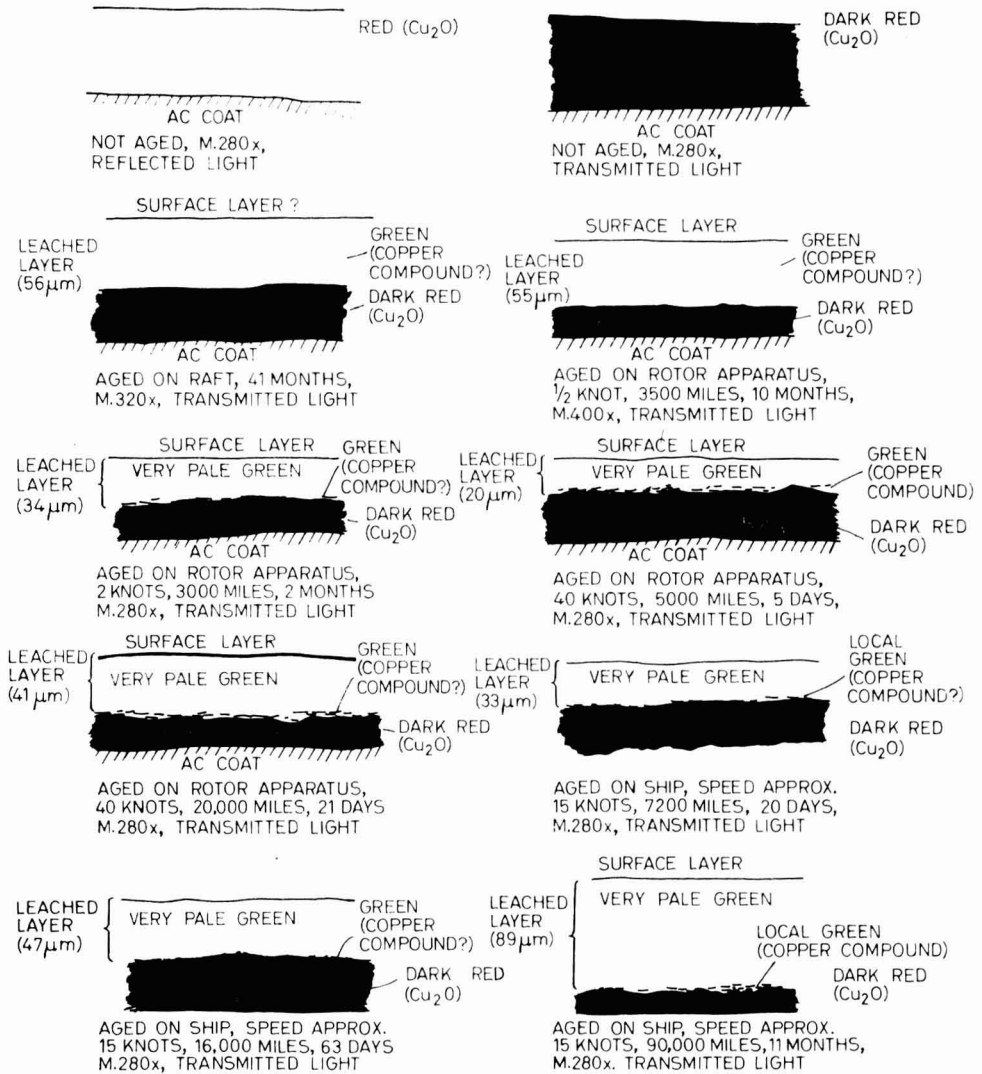 RED (Cu2O)
AC COAT
NOT AGED, M.280x,
REFLECTED LIGHT
DARK RED
(Cu2O)
AC COAT
NOT AGED, M.280x,
TRANSMITTED LIGHT
SURFACE LAYER?
LEACHED
LAYER
(56µm)
GREEN
(COPPER
COMPOUND?)
DARK RED
(Cu2O)
AC COAT
AGED ON RAFT, 41 MONTHS,
M.320x, TRANSMITTED LIGHT
SURFACE LAYER
LEACHED
LAYER
(55µm)
GREEN
(COPPER
COMPOUND?)
DARK RED
(Cu2O)
AC COAT
AGED ON ROTOR APPARATUS,
1/2 KNOT, 3500 MILES, 10 MONTHS,
M.400x, TRANSMITTED LIGHT
SURFACE LAYER
LEACHED
LAYER
(34µm)
VERY PALE GREEN
GREEN
(COPPER
COMPOUND?)
DARK RED
(Cu2O)
AC COAT
AGED ON ROTOR APPARATUS,
2 KNOTS, 3000 MILES, 2 MONTHS
M.280x, TRANSMITTED LIGHT
SURFACE LAYER
LEACHED
LAYER
(20µm)
VERY PALE GREEN
GREEN
(COPPER
COMPOUND)
DARK RED
(Cu2O)
AC COAT
AGED ON ROTOR APPARATUS,
40 KNOTS, 5000 MILES, 5 DAYS,
M.280x, TRANSMITTED LIGHT
SURFACE LAYER
LEACHED
LAYER
(41µm)
VERY PALE GREEN
GREEN
(COPPER
COMPOUND?)
DARK RED
(Cu2O)
AC COAT
AGED ON ROTOR APPARATUS,
40 KNOTS, 20,000 MILES, 21 DAYS
M.280x, TRANSMITTED LIGHT
LEACHED
LAYER
(33µm)
VERY PALE GREEN
LOCAL
GREEN
(COPPER
COMPOUND?)
DARK RED
(Cu2O)
AGED ON SHIP, SPEED APPROX.
15 KNOTS, 7200 MILES, 20 DAYS,
M.280x, TRANSMITTED LIGHT
LEACHED
LAYER
(47µm)
VERY PALE GREEN
GREEN
(COPPER
COMPOUND?)
DARK RED
(Cu2O)
AGED ON SHIP, SPEED APPROX.
15 KNOTS, 16,000 MILES, 63 DAYS
M.280x, TRANSMITTED LIGHT
SURFACE LAYER
LEACHED
LAYER
(89µm)
VERY PALE GREEN
LOCAL GREEN
(COPPER COMPOUND)
DARK RED
(Cu2O)
AGED ON SHIP, SPEED APPROX.
15 KNOTS, 90,000 MILES, 11 MONTHS,
M.280x. TRANSMITTED LIGHT